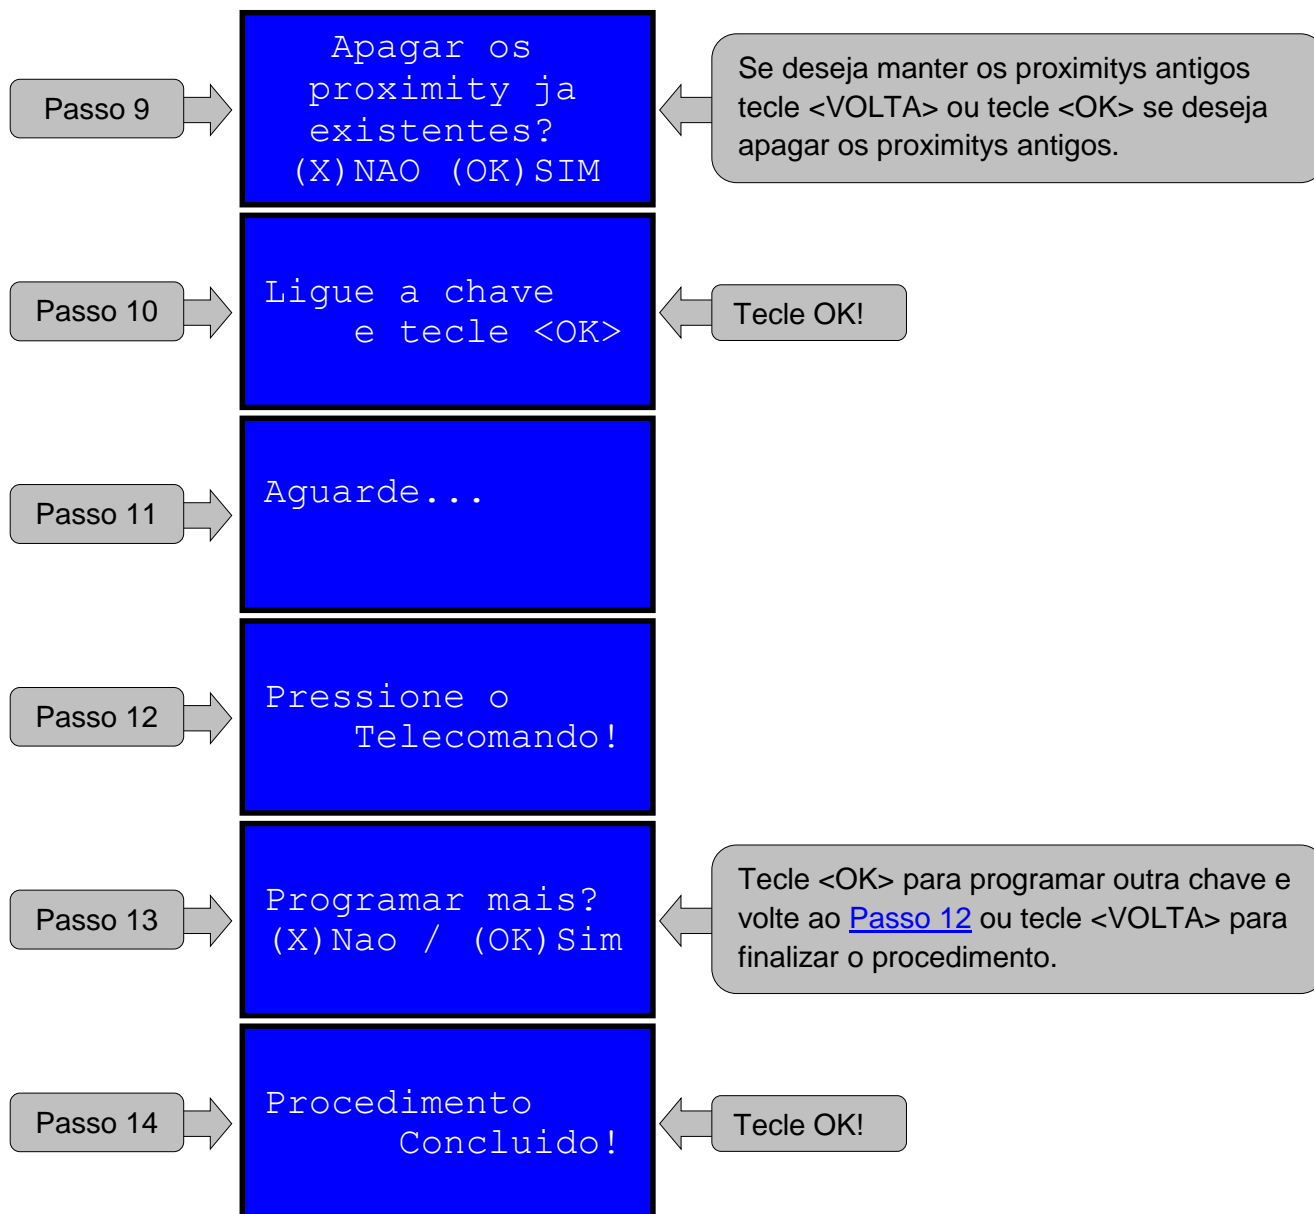 Passo 9
Apagar os
proximity ja
existentes?
(X)NAO (OK)SIM
Se deseja manter os proximitys antigos
tecle <VOLTA> ou tecle <OK> se deseja
apagar os proximitys antigos.
Passo 10
Ligue a chave
e tecle <OK>
Tecle OK!
Passo 11
Aguarde...
Passo 12
Pressione o
Telecomando!
Passo 13
Programar mais?
(X)Nao / (OK)Sim
Tecle <OK> para programar outra chave e
volte ao Passo 12 ou tecle <VOLTA> para
finalizar o procedimento.
Passo 14
Procedimento
Concluido!
Tecle OK!